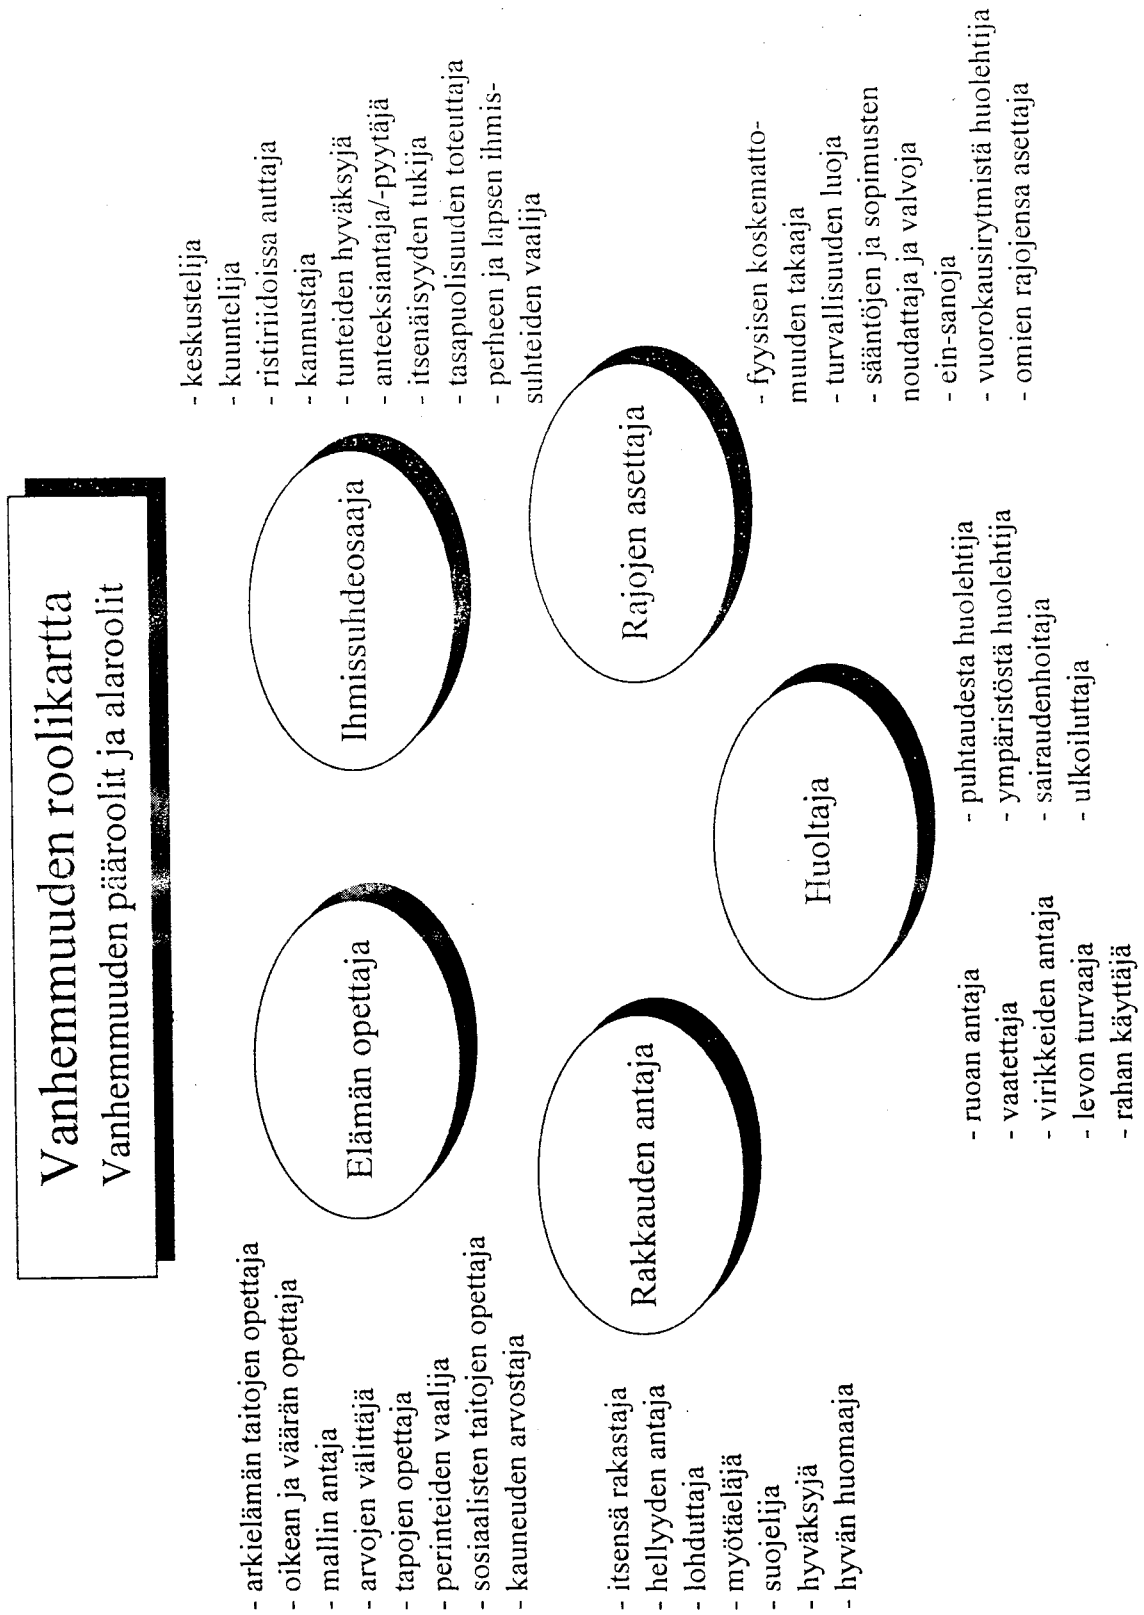 Vanhemmuuden roolikartta
Vanhemmuuden pääroolit ja alaroolit
- arkielämän taitojen opettaja
- oikean ja väärän opettaja
- mallin antaja
- arvojen välittäjä
- tapojen opettaja
- perinteiden vaalija
- sosiaalisten taitojen opettaja
- kauneuden arvostaja
Elämän opettaja
Ihmissuhdeosaaja
- keskustelija
- kuuntelija
- ristiriidoissa auttaja
- kannustaja
- tunteiden hyväksyjä
- anteeksiantaja/-pyytäjä
- itsenäisyyden tukija
- tasapuolisuuden toteuttaja
- perheen ja lapsen ihmis-
suhteiden vaalija
- itsensä rakastaja
- hellyyden antaja
- lohduttaja
- myötäeläjä
- suojelija
- hyväksyjä
- hyvän huomaaja
Rakkauden antaja
Rajojen asettaja
- fyysisen koskematto-
muuden takaaja
- turvallisuuden luoja
- sääntöjen ja sopimusten
noudattaja ja valvoja
- ein-sanoja
- vuorokausirytmistä huolehtija
- omien rajojensa asettaja
Huoltaja
- ruoan antaja
- vaatettaja
- virikkeiden antaja
- levon turvaaja
- rahan käyttäjä
- puhtaudesta huolehtija
- ympäristöstä huolehtija
- sairaudenhoitaja
- ulkoiluttaja